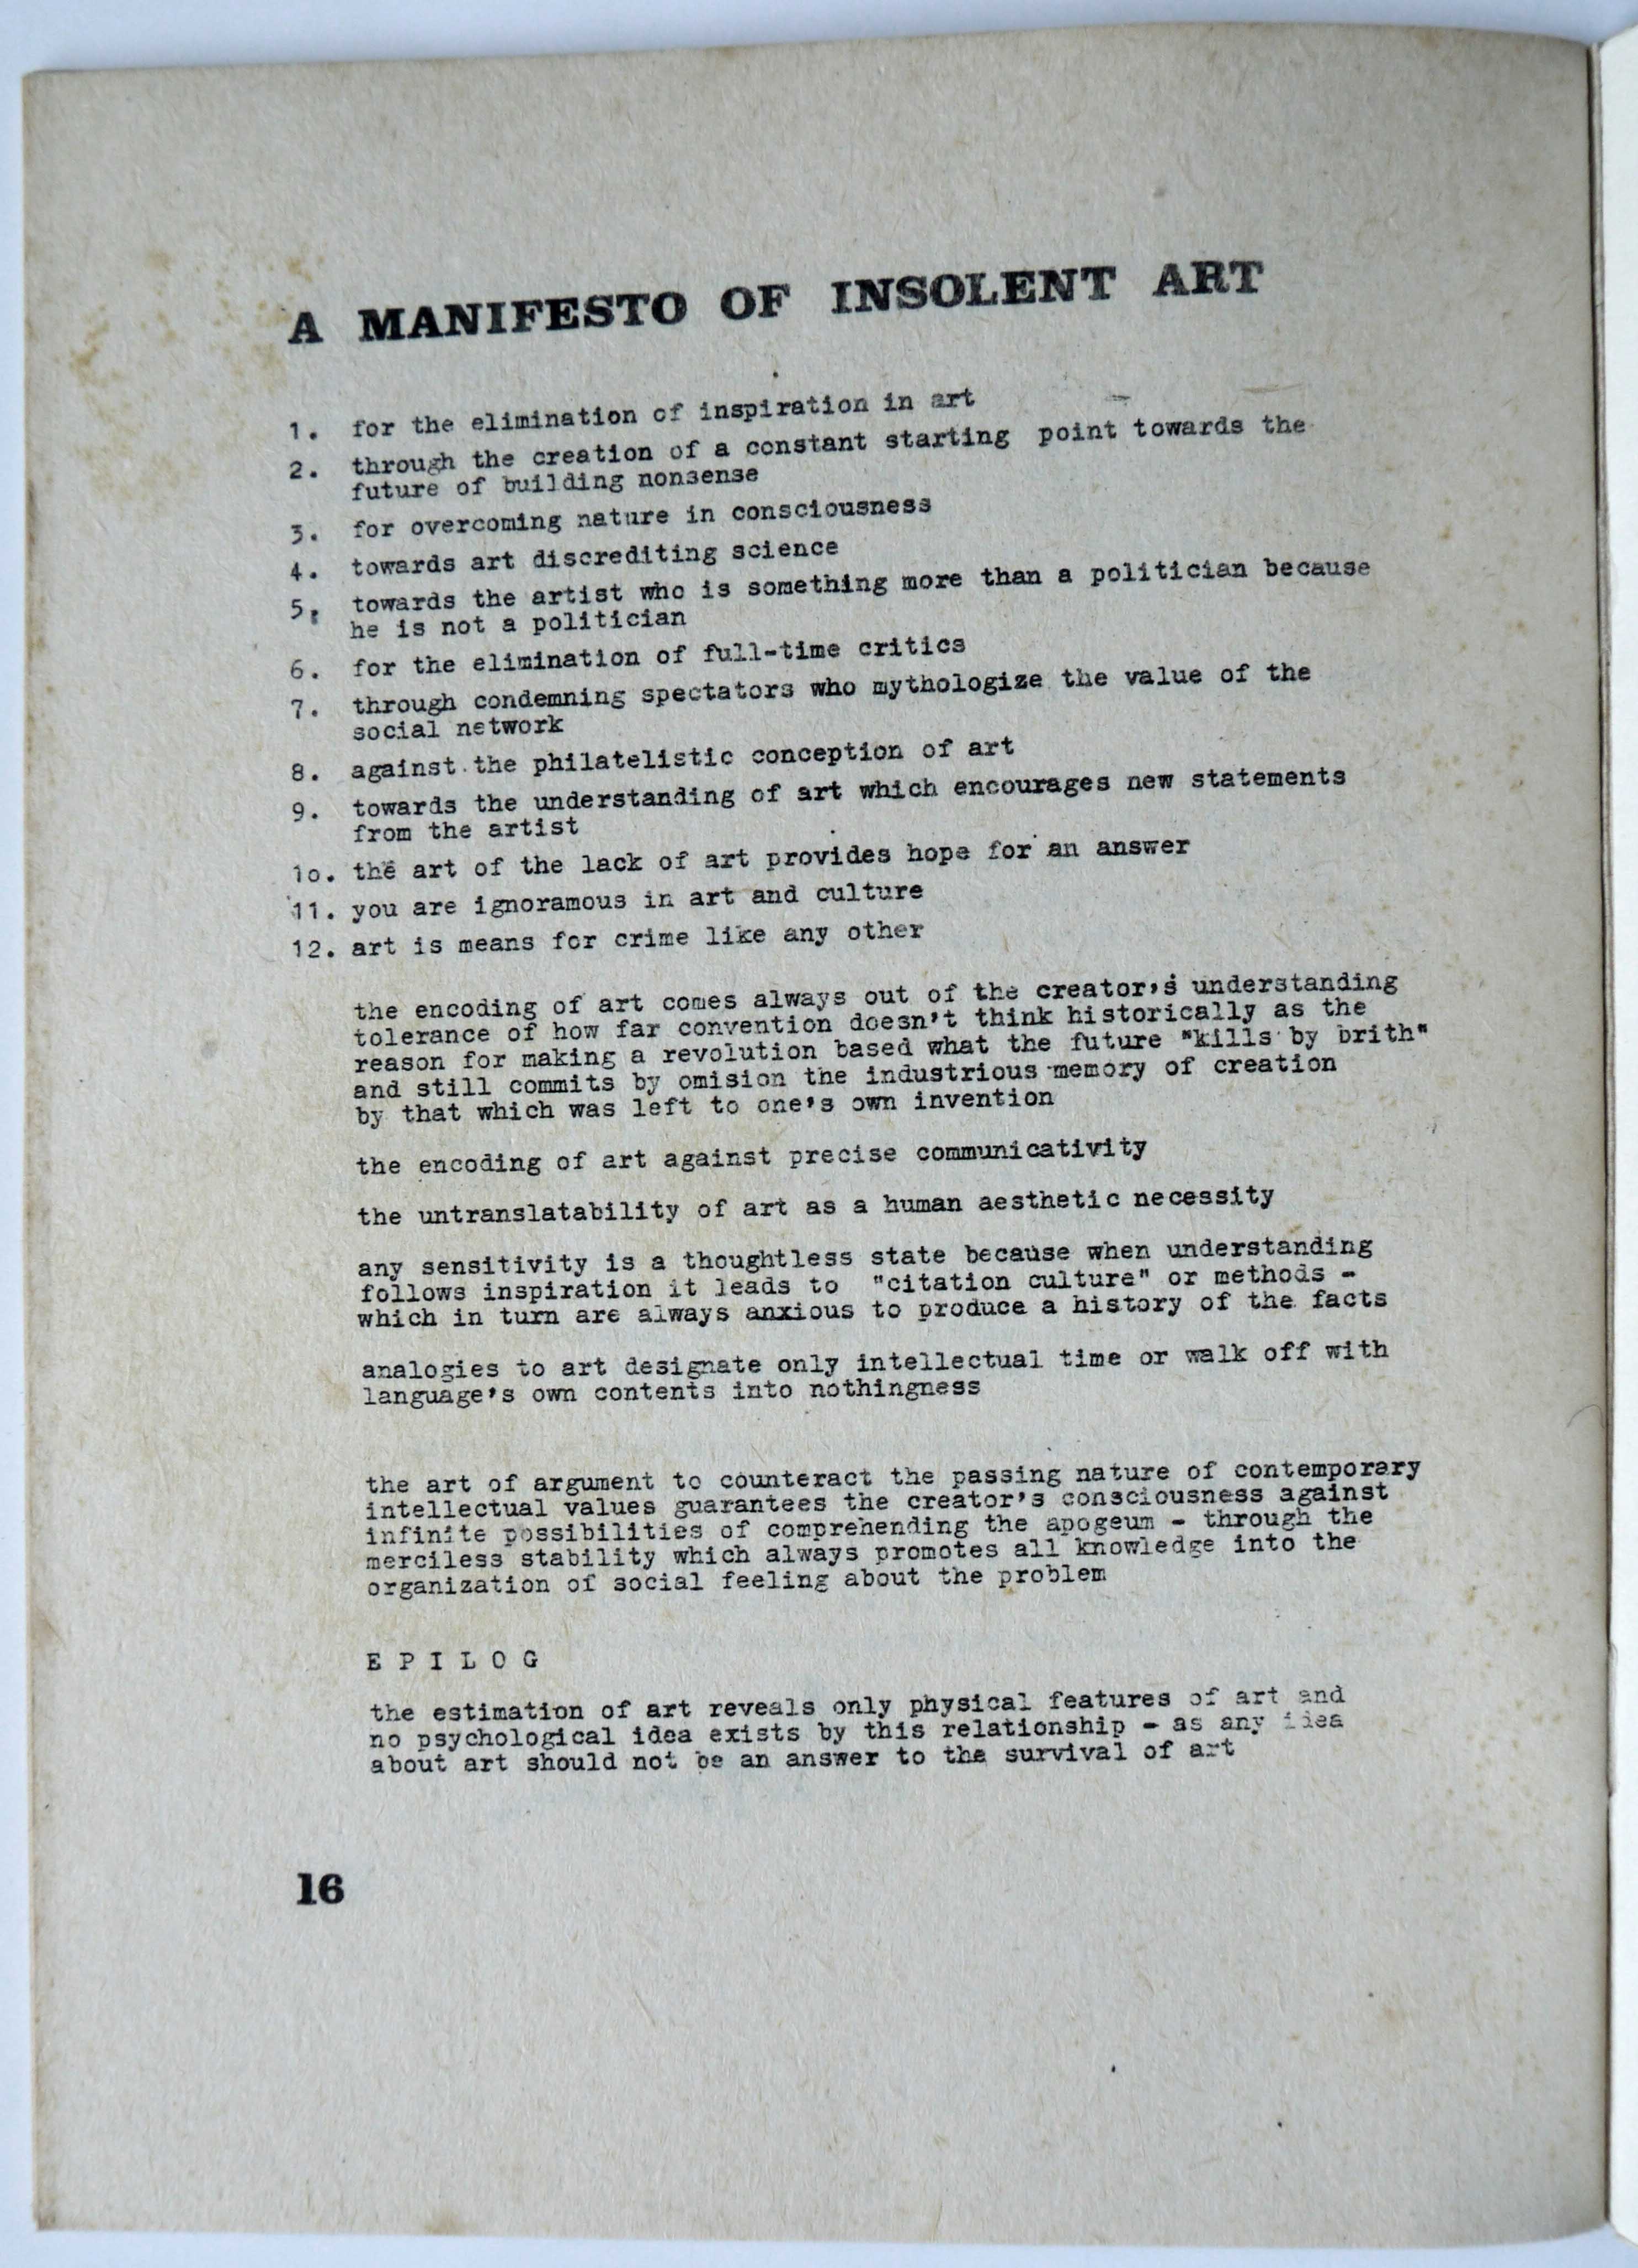 A MANIFESTO OF INSOLENT ART
1. for the elimination of inspiration in art
2. through the creation of a constant starting point towards the
future of building nonsense
3. for overcoming nature in consciousness
4. towards art discrediting science
5. towards the artist who is something more than a politician because
he is not a politician
6. for the elimination of full-time critics
7. through condemning spectators who mythologize the value of the
social network
8. against the philatelistic conception of art
9. towards the understanding of art which encourages new statements
from the artist
1o. the art of the lack of art provides hope for an answer
11. you are ignoramous in art and culture
12. art is means for crime like any other
the encoding of art comes always out of the creator's understanding
tolerance of how far convention doesn't think historically as the
reason for making a revolution based what the future "kills by brith"
and still commits by omision the industrious memory of creation
by that which was left to one's own invention
the encoding of art against precise communicativity
the untranslatability of art as a human aesthetic necessity
any sensitivity is a thoughtless state because when understanding
follows inspiration it leads to "citation culture" or methods -
which in turn are always anxious to produce a history of the facts
analogies to art designate only intellectual time or walk off with
language's own contents into nothingness
the art of argument to counteract the passing nature of contemporary
intellectual values guarantees the creator's consciousness against
infinite possibilities of comprehending the apogeum - through the
merciless stability which always promotes all knowledge into the
organization of social feeling about the problem
E P I L O G
the estimation of art reveals only physical features of art and
no psychological idea exists by this relationship - as any idea
about art should not be an answer to the survival of art
16